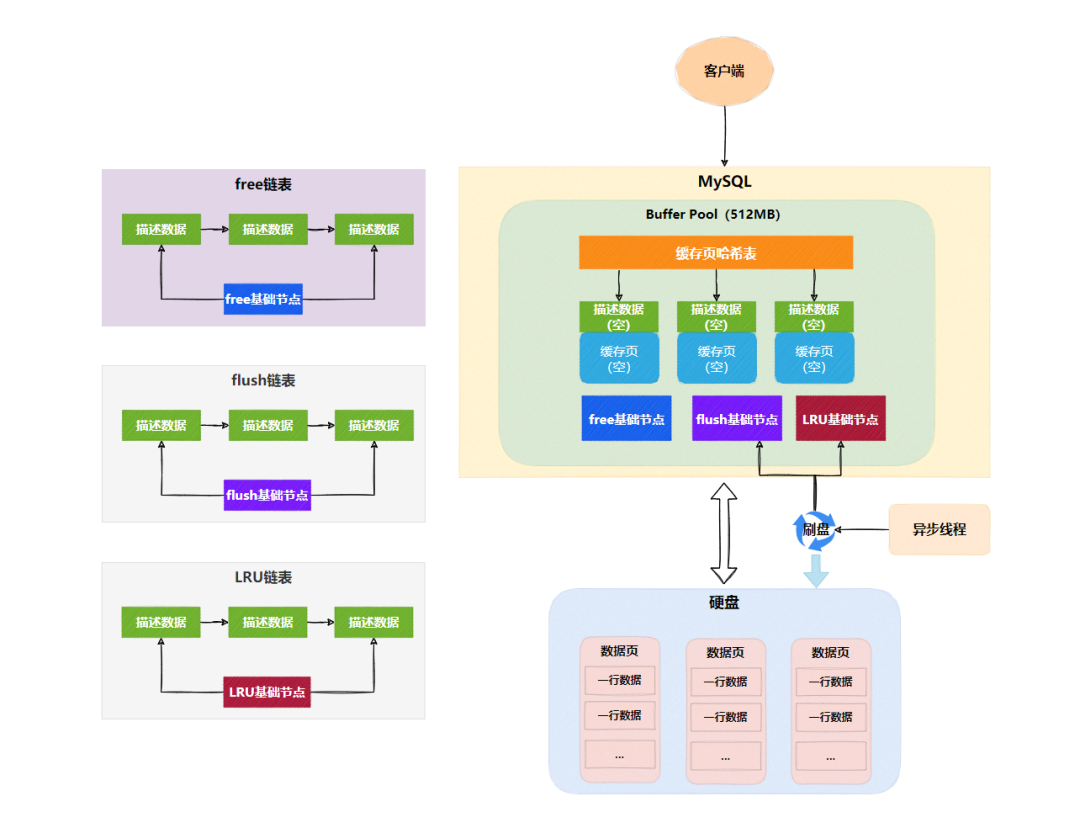 客户端
free链表
描述数据
描述数据
描述数据
free基础节点
flush链表
描述数据
描述数据
描述数据
flush基础节点
LRU链表
描述数据
描述数据
描述数据
LRU基础节点
MySQL
Buffer Pool（512MB）
缓存页哈希表
描述数据
(空)
描述数据
(空)
描述数据
(空)
缓存页
(空)
缓存页
(空)
缓存页
(空)
free基础节点
flush基础节点
LRU基础节点
刷盘
异步线程
硬盘
数据页
一行数据
一行数据
...
数据页
一行数据
一行数据
...
数据页
一行数据
一行数据
...